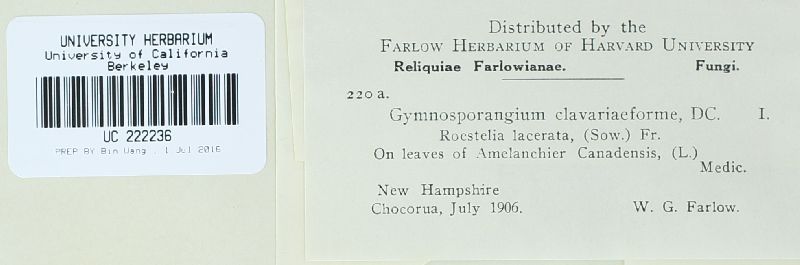 UNIVERSITY HERBARIUM
University of California
Berkeley
UC 222236
PREP BY Bin Wang , 1 Jul 2016
Distributed by the
FARLOW HERBARIUM OF HARVARD UNIVERSITY
Reliquiae Farlowianae. Fungi.
220 a.
Gymnosporangium clavariaeforme, DC. I.
Roestelia lacerata, (Sow.) Fr.
On leaves of Amelanchier Canadensis, (L.)
Medic.
New Hampshire
Chocorua, July 1906. W. G. Farlow.